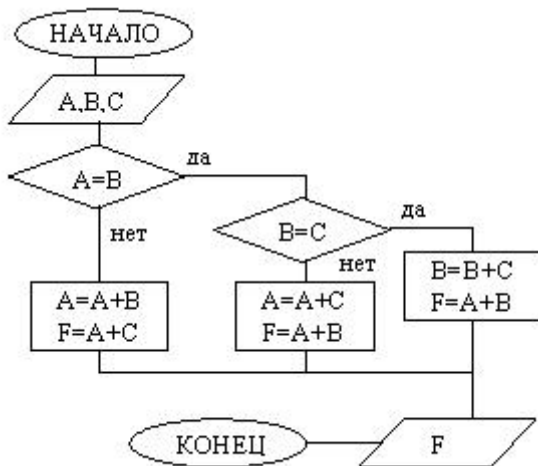 НАЧАЛО
A,B,C
A=B
да
нет
B=C
да
нет
A=A+B
F=A+C
A=A+C
F=A+B
B=B+C
F=A+B
F
КОНЕЦ